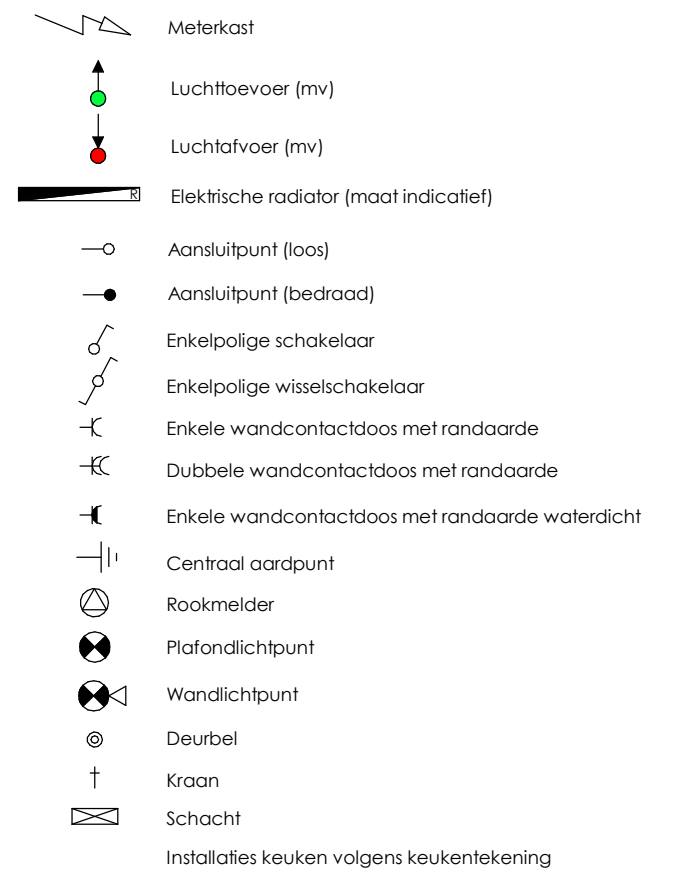 Meterkast
Luchttoevoer (mv)
Luchtafvoer (mv)
R Elektrische radiator (maat indicatief)
Aansluitpunt (loos)
Aansluitpunt (bedraad)
Enkelpolige schakelaar
Enkelpolige wisselschakelaar
Enkele wandcontactdoos met randaarde
Dubbele wandcontactdoos met randaarde
Enkele wandcontactdoos met randaarde waterdicht
Centraal aardpunt
Rookmelder
Plafondlichtpunt
Wandlichtpunt
Deurbel
Kraan
Schacht
Installaties keuken volgens keukentekening